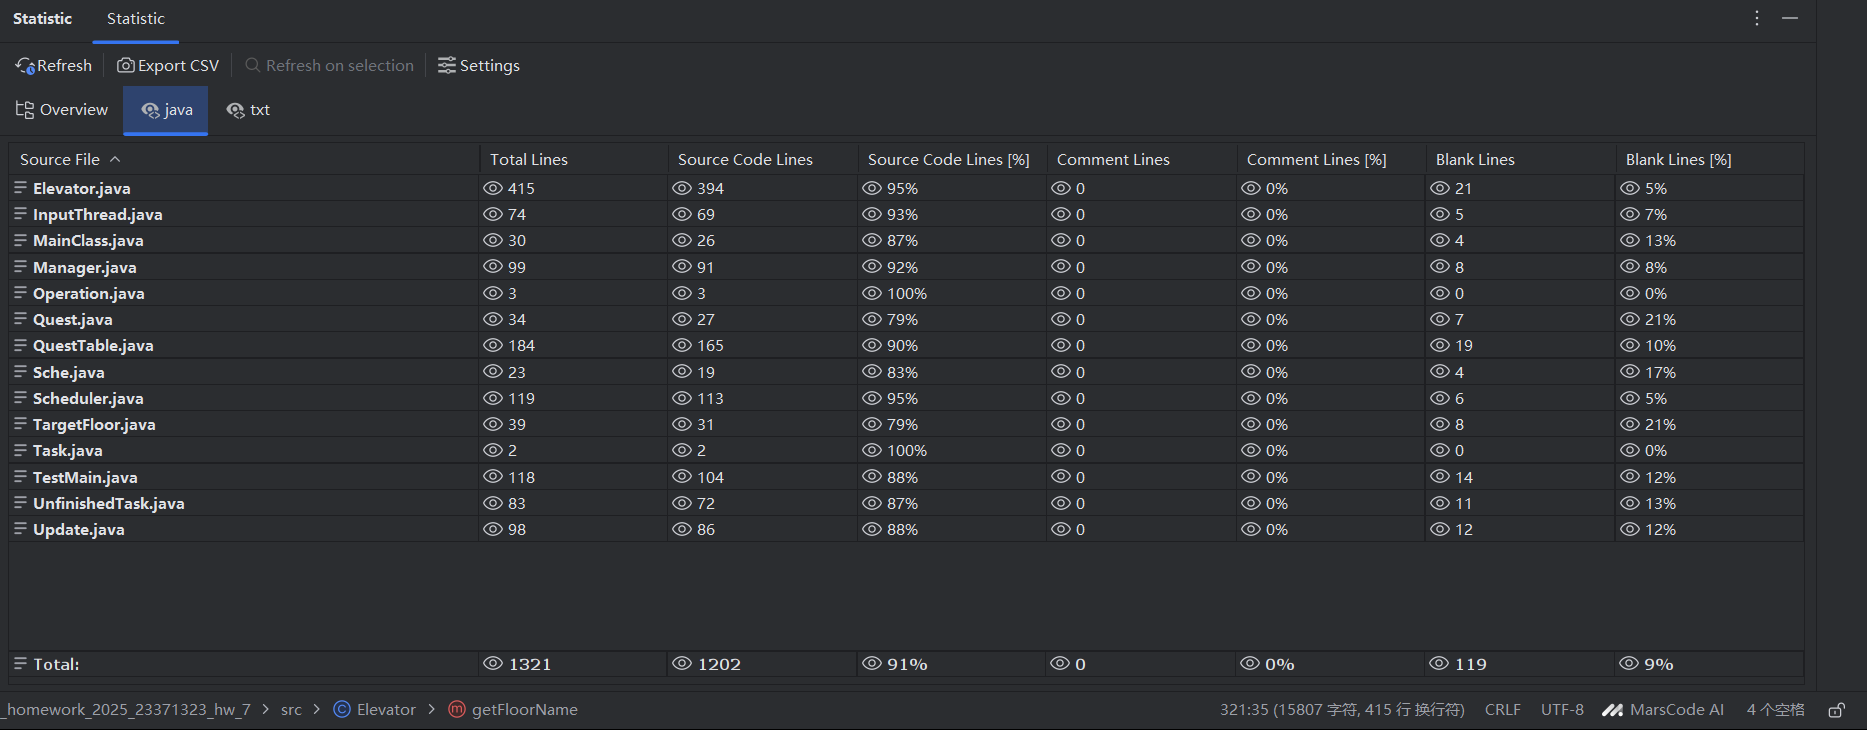 Statistic Statistic
Refresh Export CSV Refresh on selection Settings
Overview java txt
Source File Total Lines Source Code Lines Source Code Lines [%] Comment Lines Comment Lines [%] Blank Lines Blank Lines [%]
Elevator.java 415 394 95% 0 0% 21 5%
InputThread.java 74 69 93% 0 0% 5 7%
MainClass.java 30 26 87% 0 0% 4 13%
Manager.java 99 91 92% 0 0% 8 8%
Operation.java 3 3 100% 0 0% 0 0%
Quest.java 34 27 79% 0 0% 7 21%
QuestTable.java 184 165 90% 0 0% 19 10%
Sche.java 23 19 83% 0 0% 4 17%
Scheduler.java 119 113 95% 0 0% 6 5%
TargetFloor.java 39 31 79% 0 0% 8 21%
Task.java 2 2 100% 0 0% 0 0%
TestMain.java 118 104 88% 0 0% 14 12%
UnfinishedTask.java 83 72 87% 0 0% 11 13%
Update.java 98 86 88% 0 0% 12 12%
Total: 1321 1202 91% 0 0% 119 9%
_homework_2025_23371323_hw_7 > src > Elevator > getFloorName 321:35 (15807 字符, 415 行 换行符) CRLF UTF-8 MarsCode AI 4 个空格